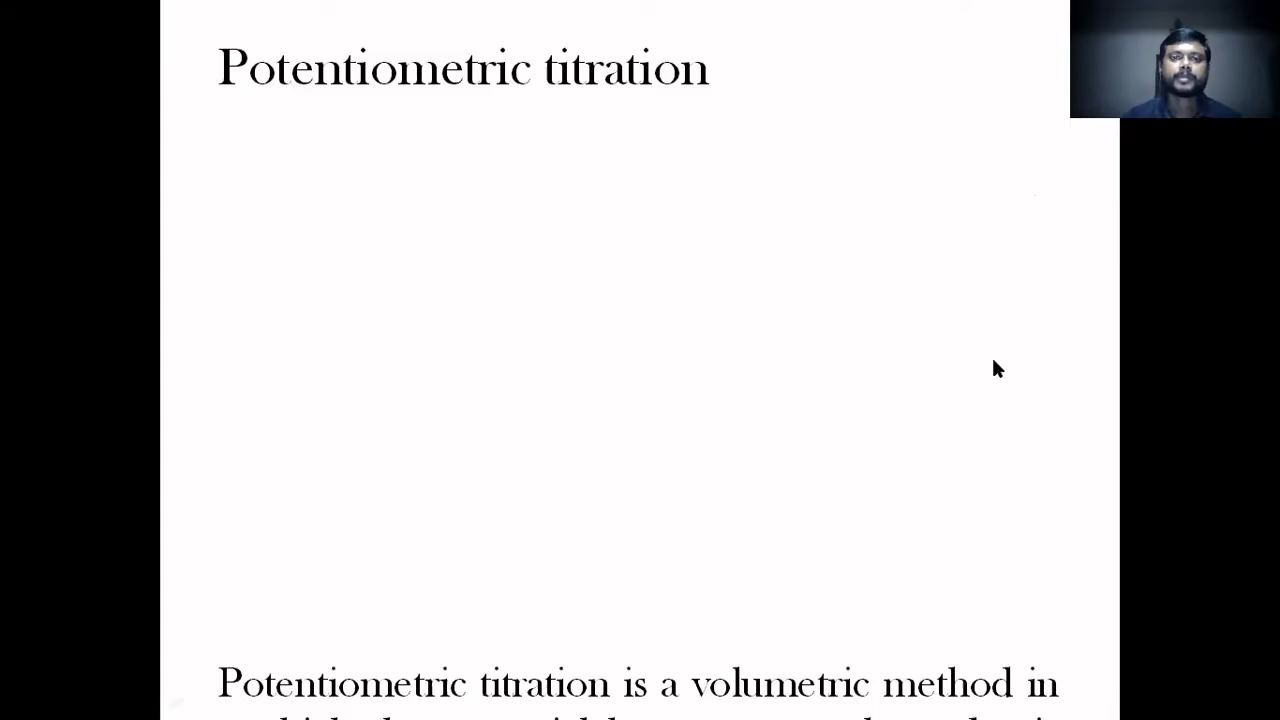 Potentiometric titration
Potentiometric titration is a volumetric method in